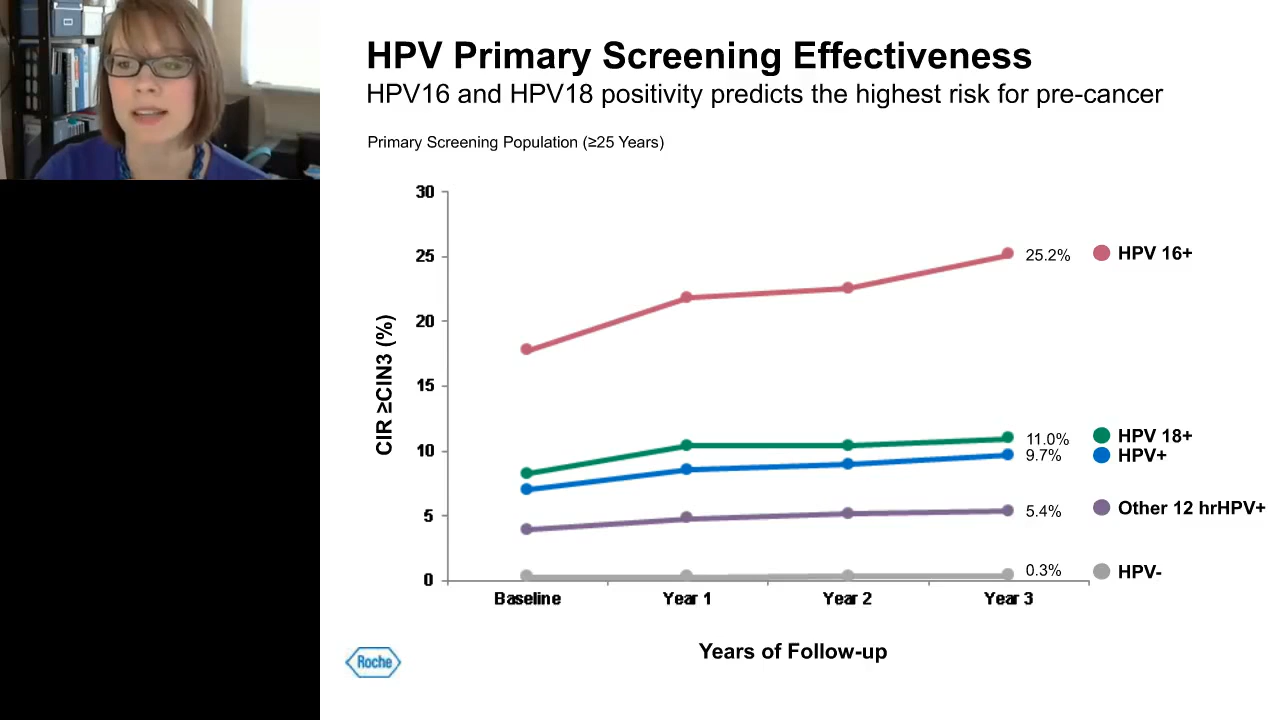 HPV Primary Screening Effectiveness
HPV16 and HPV18 positivity predicts the highest risk for pre-cancer
Primary Screening Population (≥25 Years)
CIR ≥CIN3 (%)
30
25
20
15
10
5
0
25.2%
11.0%
9.7%
5.4%
0.3%
HPV 16+
HPV 18+
HPV+
Other 12 hrHPV+
HPV-
Baseline
Year 1
Year 2
Year 3
Years of Follow-up
Roche